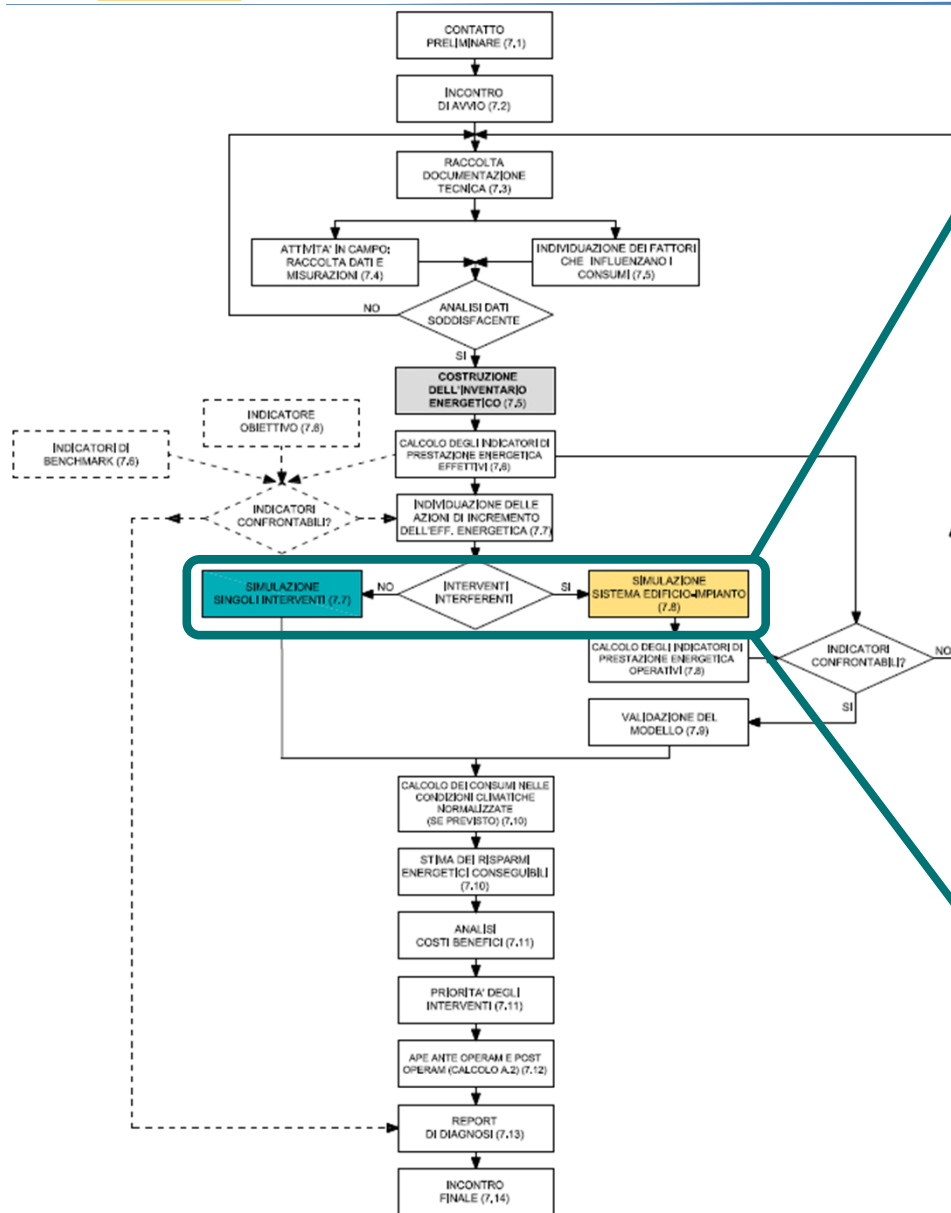 CONTATTO
PRELIMINARE (7.1)
INCONTRO
DI AVVIO (7.2)
RACCOLTA
DOCUMENTAZIONE
TECNICA (7.3)
ATTIVITA' IN CAMPO:
RACCOLTA DATI E
MISURAZIONI (7.4)
INDIVIDUAZIONE DEI FATTORI
CHE INFLUENZANO I
CONSUMI (7.5)
NO
ANALISI DATI
SODDISFACENTE
SI
COSTRUZIONE
DELL'INVENTARIO
ENERGETICO (7.5)
INDICATORE
OBIETTIVO (7.6)
INDICATORI DI
BENCHMARK (7.6)
CALCOLO DEGLI INDICATORI DI
PRESTAZIONE ENERGETICA
EFFETTIVI (7.6)
INDICATORI
CONFRONTABILI?
INDIVIDUAZIONE DELLE
AZIONI DI INCREMENTO
DELL'EFF. ENERGETICA (7.7)
SIMULAZIONE
SINGOLI INTERVENTI (7.7)
NO
INTERVENTI
INTERFERENTI
SI
SIMULAZIONE
SISTEMA EDIFICIO-IMPIANTO
(7.8)
CALCOLO DEGLI INDICATORI DI
PRESTAZIONE ENERGETICA
OPERATIVI (7.8)
INDICATORI
CONFRONTABILI?
NO
SI
VALIDAZIONE DEL
MODELLO (7.9)
CALCOLO DEI CONSUMI NELLE
CONDIZIONI CLIMATICHE
NORMALIZZATE
(SE PREVISTO) (7.10)
STIMA DEI RISPARMI
ENERGETICI CONSEGUIBILI
(7.10)
ANALISI
COSTI BENEFICI (7.11)
PRIORITA' DEGLI
INTERVENTI (7.11)
APE ANTE OPERAM E POST
OPERAM (CALCOLO A.2) (7.12)
REPORT
DI DIAGNOSI (7.13)
INCONTRO
FINALE (7.14)